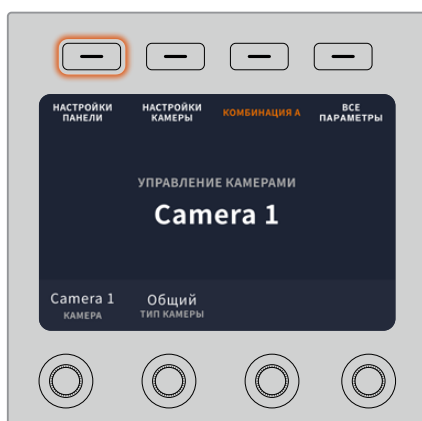 НАСТРОЙКИ ПАНЕЛИ
НАСТРОЙКИ КАМЕРЫ
КОМБИНАЦИЯ A
ВСЕ ПАРАМЕТРЫ
УПРАВЛЕНИЕ КАМЕРАМИ
Camera 1
Camera 1
КАМЕРА
Общий
ТИП КАМЕРЫ